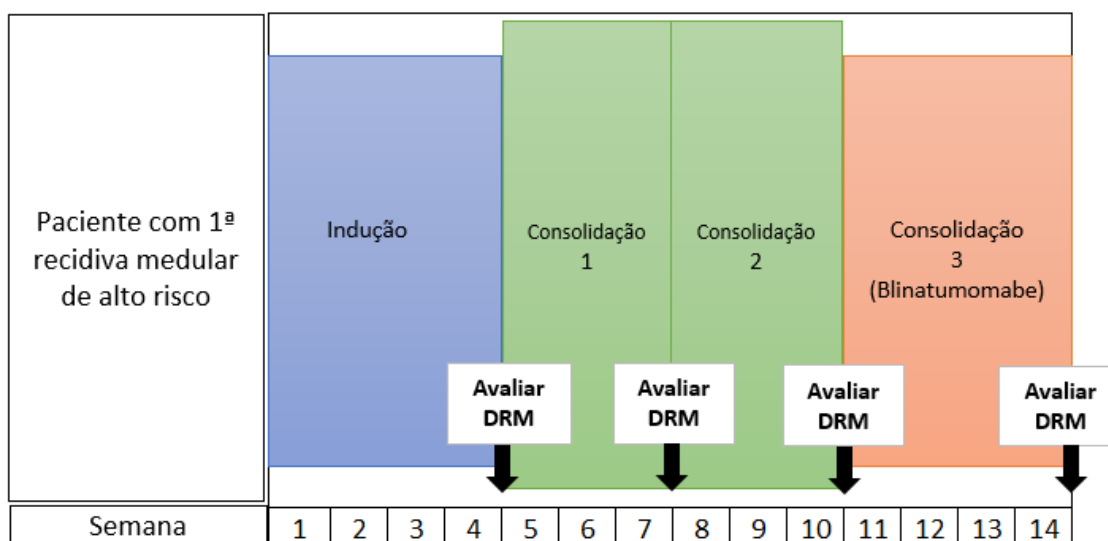 Paciente com 1ª
recidiva medular
de alto risco
Indução
Consolidação
1
Consolidação
2
Consolidação
3
(Blinatumomabe)
Avaliar
DRM
Avaliar
DRM
Avaliar
DRM
Avaliar
DRM
Semana 1 2 3 4 5 6 7 8 9 10 11 12 13 14